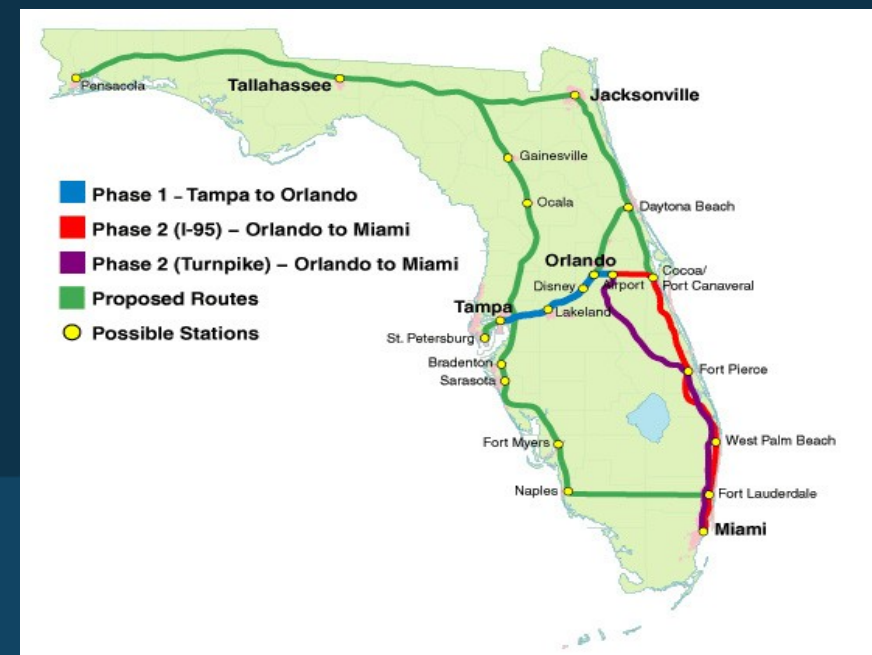 Pensacola
Tallahassee
Jacksonville
Gainesville
Phase 1 – Tampa to Orlando
Ocala
Daytona Beach
Phase 2 (I-95) – Orlando to Miami
Phase 2 (Turnpike) – Orlando to Miami
Orlando
Cocoa/
Port Canaveral
Disney
Airport
Proposed Routes
Tampa
Lakeland
Possible Stations
St. Petersburg
Bradenton
Sarasota
Fort Pierce
Fort Myers
West Palm Beach
Naples
Fort Lauderdale
Miami